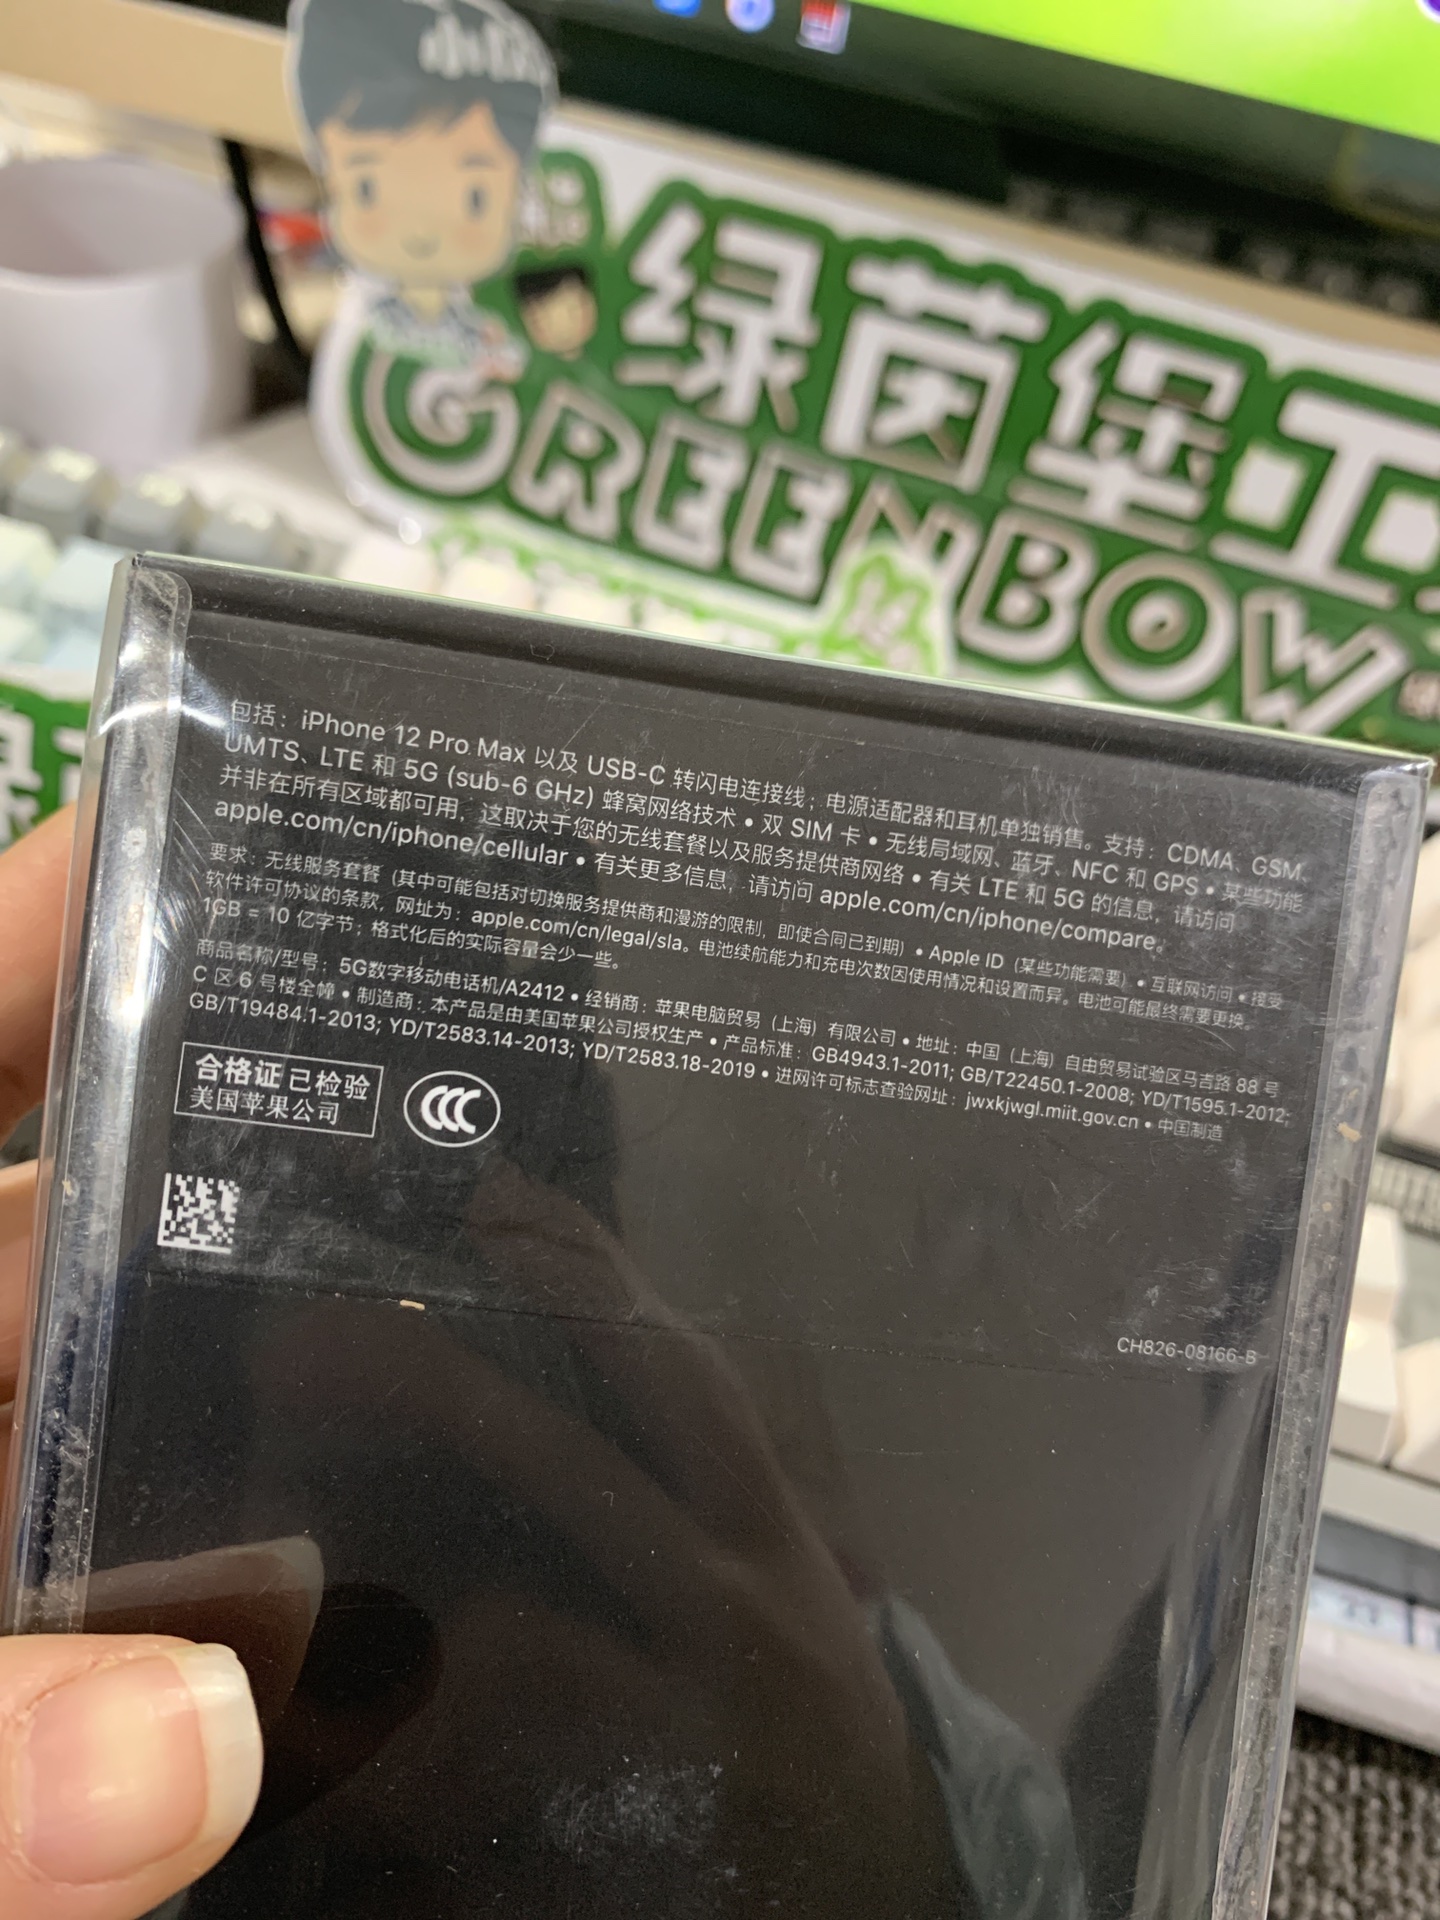 绿茵堡工
GREENBOW
包括：iPhone 12 Pro Max 以及 USB-C 转闪电连接线；电源适配器和耳机单独销售。支持：CDMA、GSM、
UMTS、LTE 和 5G (sub-6 GHz) 蜂窝网络技术 • 双 SIM 卡 • 无线局域网、蓝牙、NFC 和 GPS • 某些功能
并非在所有区域都可用，这取决于您的无线套餐以及服务提供商网络 • 有关 LTE 和 5G 的信息，请访问
apple.com/cn/iphone/cellular • 有关更多信息，请访问 apple.com/cn/iphone/compare。
要求：无线服务套餐（其中可能包括对切换服务提供商和漫游的限制，即使合同已到期）• Apple ID（某些功能需要）• 互联网访问 • 接受
软件许可协议的条款，网址为：apple.com/cn/legal/sla。电池续航能力和充电次数因使用情况和设置而异。电池可能最终需要更换。
1GB = 10 亿字节；格式化后的实际容量会少一些。
商品名称/型号：5G数字移动电话机/A2412 • 经销商：苹果电脑贸易（上海）有限公司 • 地址：中国（上海）自由贸易试验区马吉路 88 号
C 区 6 号楼全幢 • 制造商：本产品是由美国苹果公司授权生产 • 产品标准：GB4943.1-2011; GB/T22450.1-2008; YD/T1595.1-2012;
GB/T19484.1-2013; YD/T2583.14-2013; YD/T2583.18-2019 • 进网许可标志查验网址：jwxkjwgl.miit.gov.cn • 中国制造
合格证 已检验
美国苹果公司
CCC
CH826-08166-B